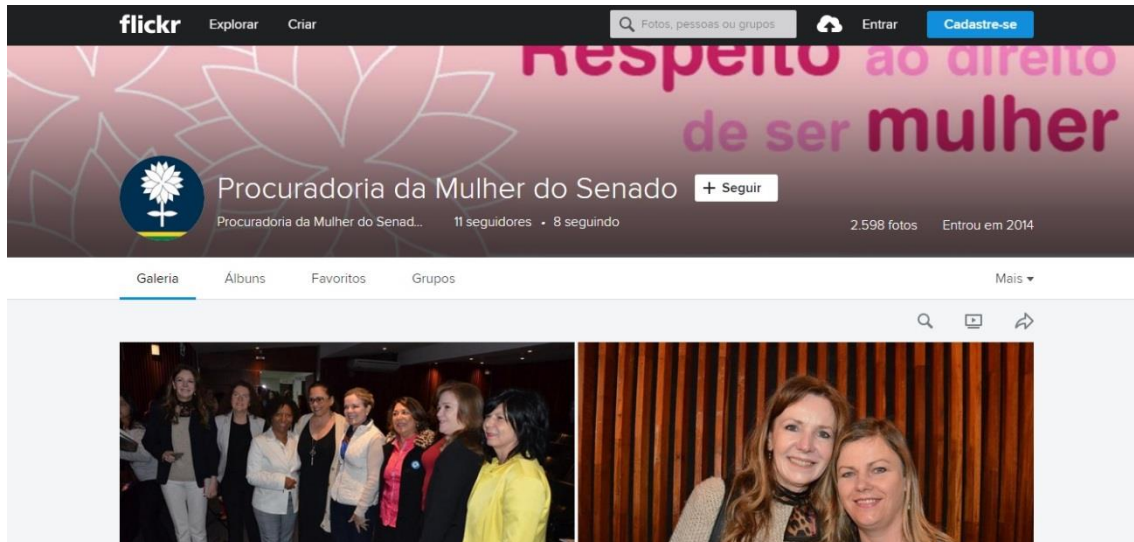 flickr Explorar Criar Fotos, pessoas ou grupos Entrar Cadastre-se
Respeito ao direito
de ser mulher
Procuradoria da Mulher do Senado + Seguir
Procuradoria da Mulher do Senad... 11 seguidores • 8 seguindo 2.598 fotos Entrou em 2014
Galeria Álbuns Favoritos Grupos Mais